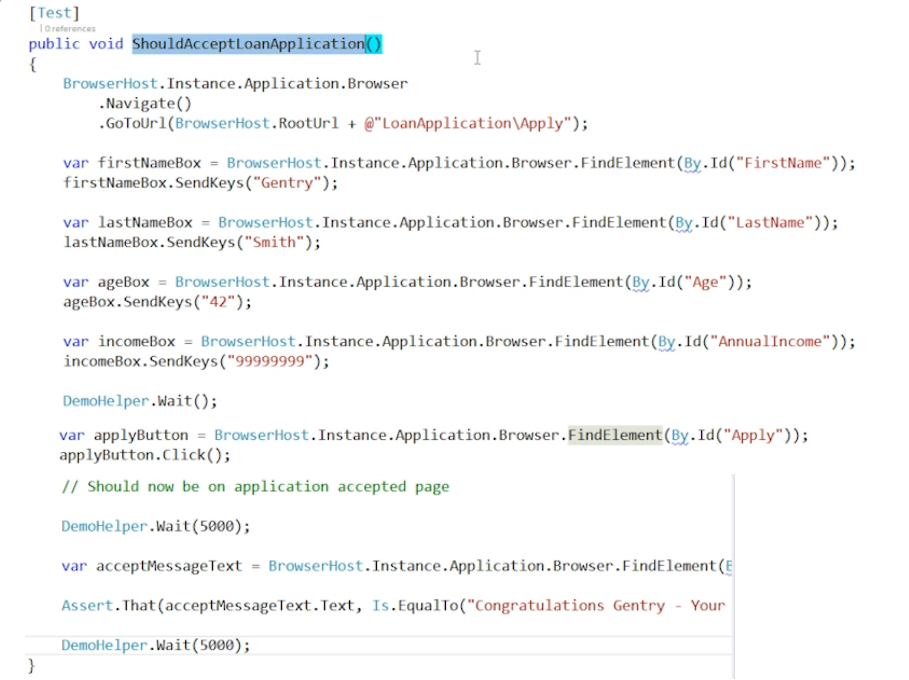 [Test]
| 0 references
public void ShouldAcceptLoanApplication()
{
BrowserHost.Instance.Application.Browser
.Navigate()
.GoToUrl(BrowserHost.RootUrl + @"LoanApplication\Apply");
var firstNameBox = BrowserHost.Instance.Application.Browser.FindElement(By.Id("FirstName"));
firstNameBox.SendKeys("Gentry");
var lastNameBox = BrowserHost.Instance.Application.Browser.FindElement(By.Id("LastName"));
lastNameBox.SendKeys("Smith");
var ageBox = BrowserHost.Instance.Application.Browser.FindElement(By.Id("Age"));
ageBox.SendKeys("42");
var incomeBox = BrowserHost.Instance.Application.Browser.FindElement(By.Id("AnnualIncome"));
incomeBox.SendKeys("99999999");
DemoHelper.Wait();
var applyButton = BrowserHost.Instance.Application.Browser.FindElement(By.Id("Apply"));
applyButton.Click();
// Should now be on application accepted page
DemoHelper.Wait(5000);
var acceptMessageText = BrowserHost.Instance.Application.Browser.FindElement(
Assert.That(acceptMessageText.Text, Is.EqualTo("Congratulations Gentry - Your
DemoHelper.Wait(5000);
}